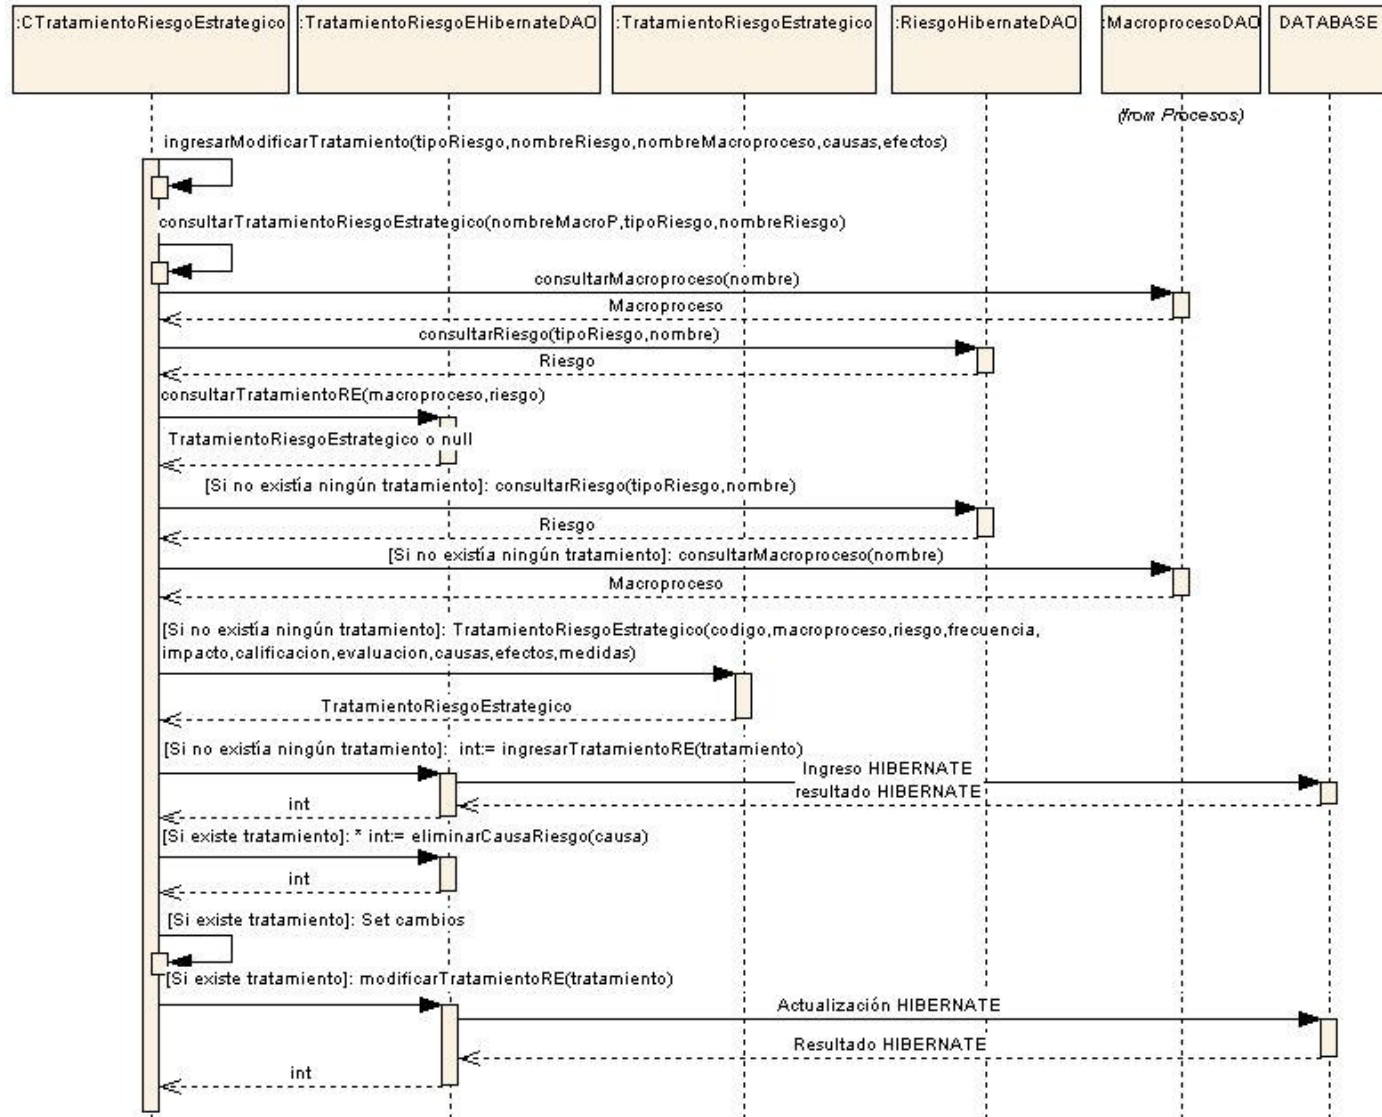 :CTratamientoRiesgoEstrategico
:TratamientoRiesgoEHibernateDAO
:TratamientoRiesgoEstrategico
:RiesgoHibernateDAO
:MacroprocesoDAO
DATABASE
(from Procesos)
ingresarModificarTratamiento(tipoRiesgo,nombreRiesgo,nombreMacroproceso,causas,efectos)
consultarTratamientoRiesgoEstrategico(nombreMacroP,tipoRiesgo,nombreRiesgo)
consultarMacroproceso(nombre)
Macroproceso
consultarRiesgo(tipoRiesgo,nombre)
Riesgo
consultarTratamientoRE(macroproceso,riesgo)
TratamientoRiesgoEstrategico o null
[Si no existía ningún tratamiento]: consultarRiesgo(tipoRiesgo,nombre)
Riesgo
[Si no existía ningún tratamiento]: consultarMacroproceso(nombre)
Macroproceso
[Si no existía ningún tratamiento]: TratamientoRiesgoEstrategico(codigo,macroproceso,riesgo,frecuencia,
impacto,calificacion,evaluacion,causas,efectos,medidas)
TratamientoRiesgoEstrategico
[Si no existía ningún tratamiento]: int:= ingresarTratamientoRE(tratamiento)
Ingreso HIBERNATE
resultado HIBERNATE
int
[Si existe tratamiento]: * int:= eliminarCausaRiesgo(causa)
int
[Si existe tratamiento]: Set cambios
[Si existe tratamiento]: modificarTratamientoRE(tratamiento)
Actualización HIBERNATE
Resultado HIBERNATE
int